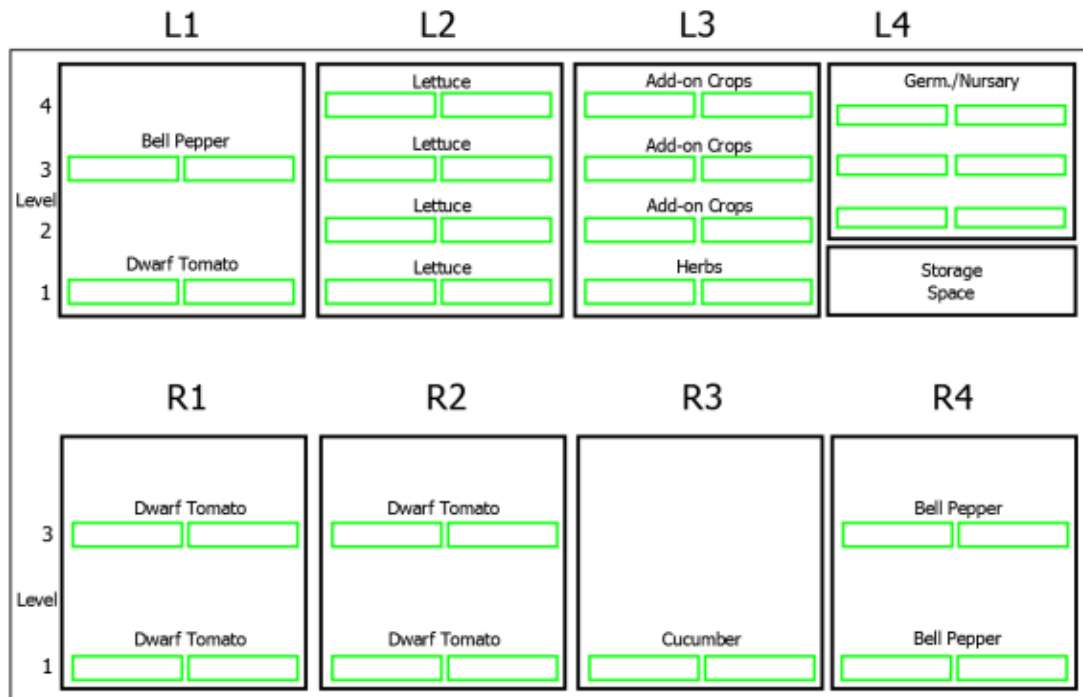 L1 L2 L3 L4
4 Lettuce Add-on Crops Germ./Nursary
3 Bell Pepper Lettuce Add-on Crops
Level
2 Lettuce Add-on Crops
1 Dwarf Tomato Lettuce Herbs Storage
Space
R1 R2 R3 R4
3 Dwarf Tomato Dwarf Tomato Bell Pepper
Level
1 Dwarf Tomato Dwarf Tomato Cucumber Bell Pepper